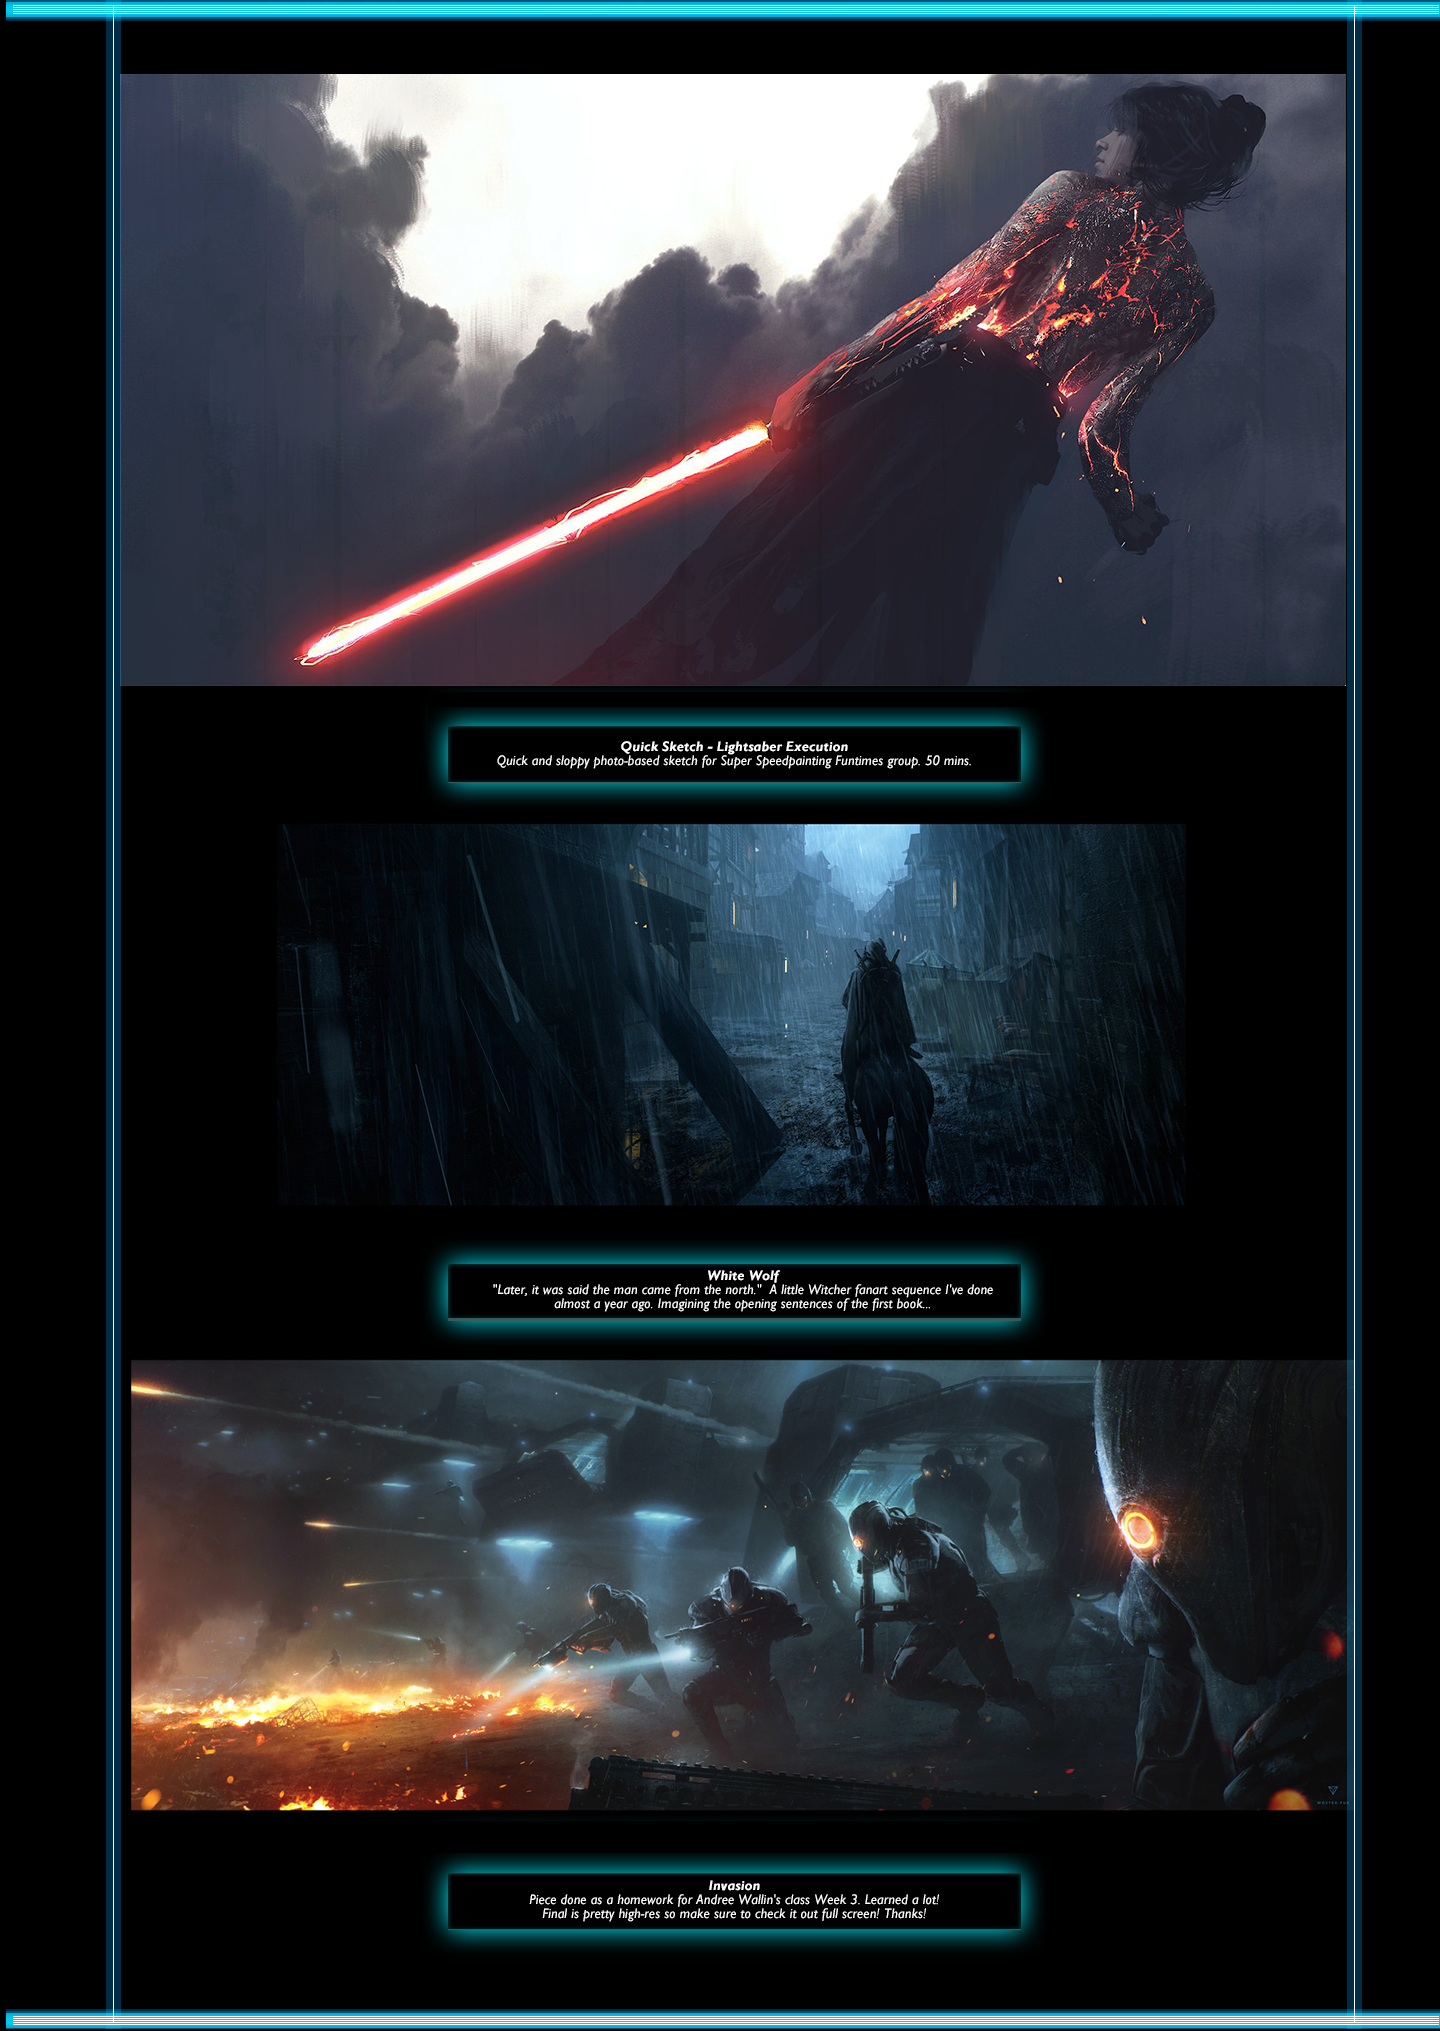 Quick Sketch - Lightsaber Execution
Quick and sloppy photo-based sketch for Super Speedpainting Funtimes group. 50 mins.
White Wolf
"Later, it was said the man came from the north."  A little Witcher fanart sequence I've done
almost a year ago. Imagining the opening sentences of the first book...
Invasion
Piece done as a homework for Andree Wallin's class Week 3. Learned a lot!
Final is pretty high-res so make sure to check it out full screen! Thanks!